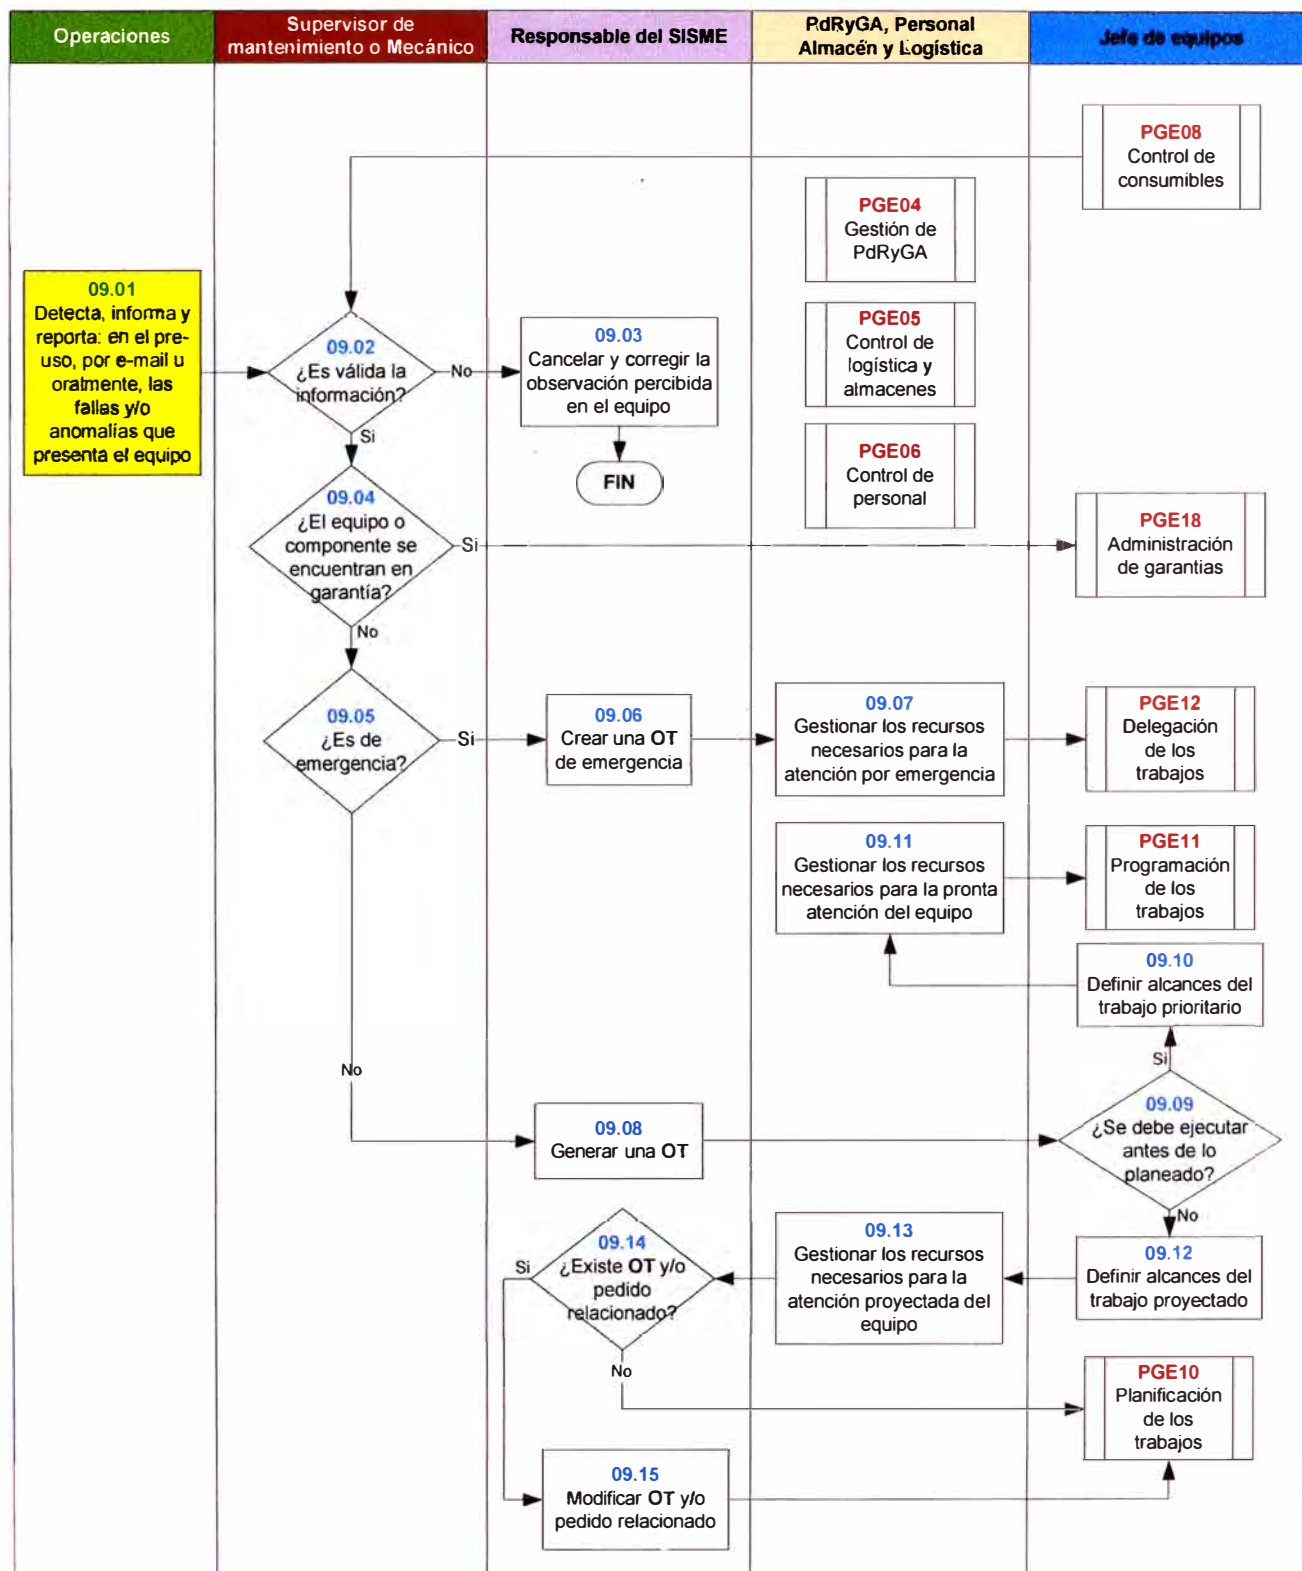 Operaciones
Supervisor de
mantenimiento o Mecánico
Responsable del SISME
PdRyGA, Personal
Almacén y Logística
Jefe de equipos
PGE08
Control de
consumibles
PGE04
Gestión de
PdRyGA
09.01
Detecta, informa y
reporta: en el pre-
uso, por e-mail u
oralmente, las
fallas y/o
anomalías que
presenta el equipo
09.02
¿Es válida la
información?
No
Si
09.03
Cancelar y corregir la
observación percibida
en el equipo
FIN
PGE05
Control de
logística y
almacenes
PGE06
Control de
personal
09.04
¿El equipo o
componente se
encuentran en
garantía?
Si
No
PGE18
Administración
de garantias
09.05
¿Es de
emergencia?
Si
09.06
Crear una OT
de emergencia
09.07
Gestionar los recursos
necesarios para la
atención por emergencia
PGE12
Delegación
de los
trabajos
09.11
Gestionar los recursos
necesarios para la pronta
atención del equipo
PGE11
Programación
de los
trabajos
09.10
Definir alcances del
trabajo prioritario
Si
No
09.08
Generar una OT
09.09
¿Se debe ejecutar
antes de lo
planeado?
No
09.14
¿Existe OT y/o
pedido
relacionado?
Si
No
09.13
Gestionar los recursos
necesarios para la
atención proyectada del
equipo
09.12
Definir alcances del
trabajo proyectado
PGE10
Planificación
de los
trabajos
09.15
Modificar OT y/o
pedido relacionado